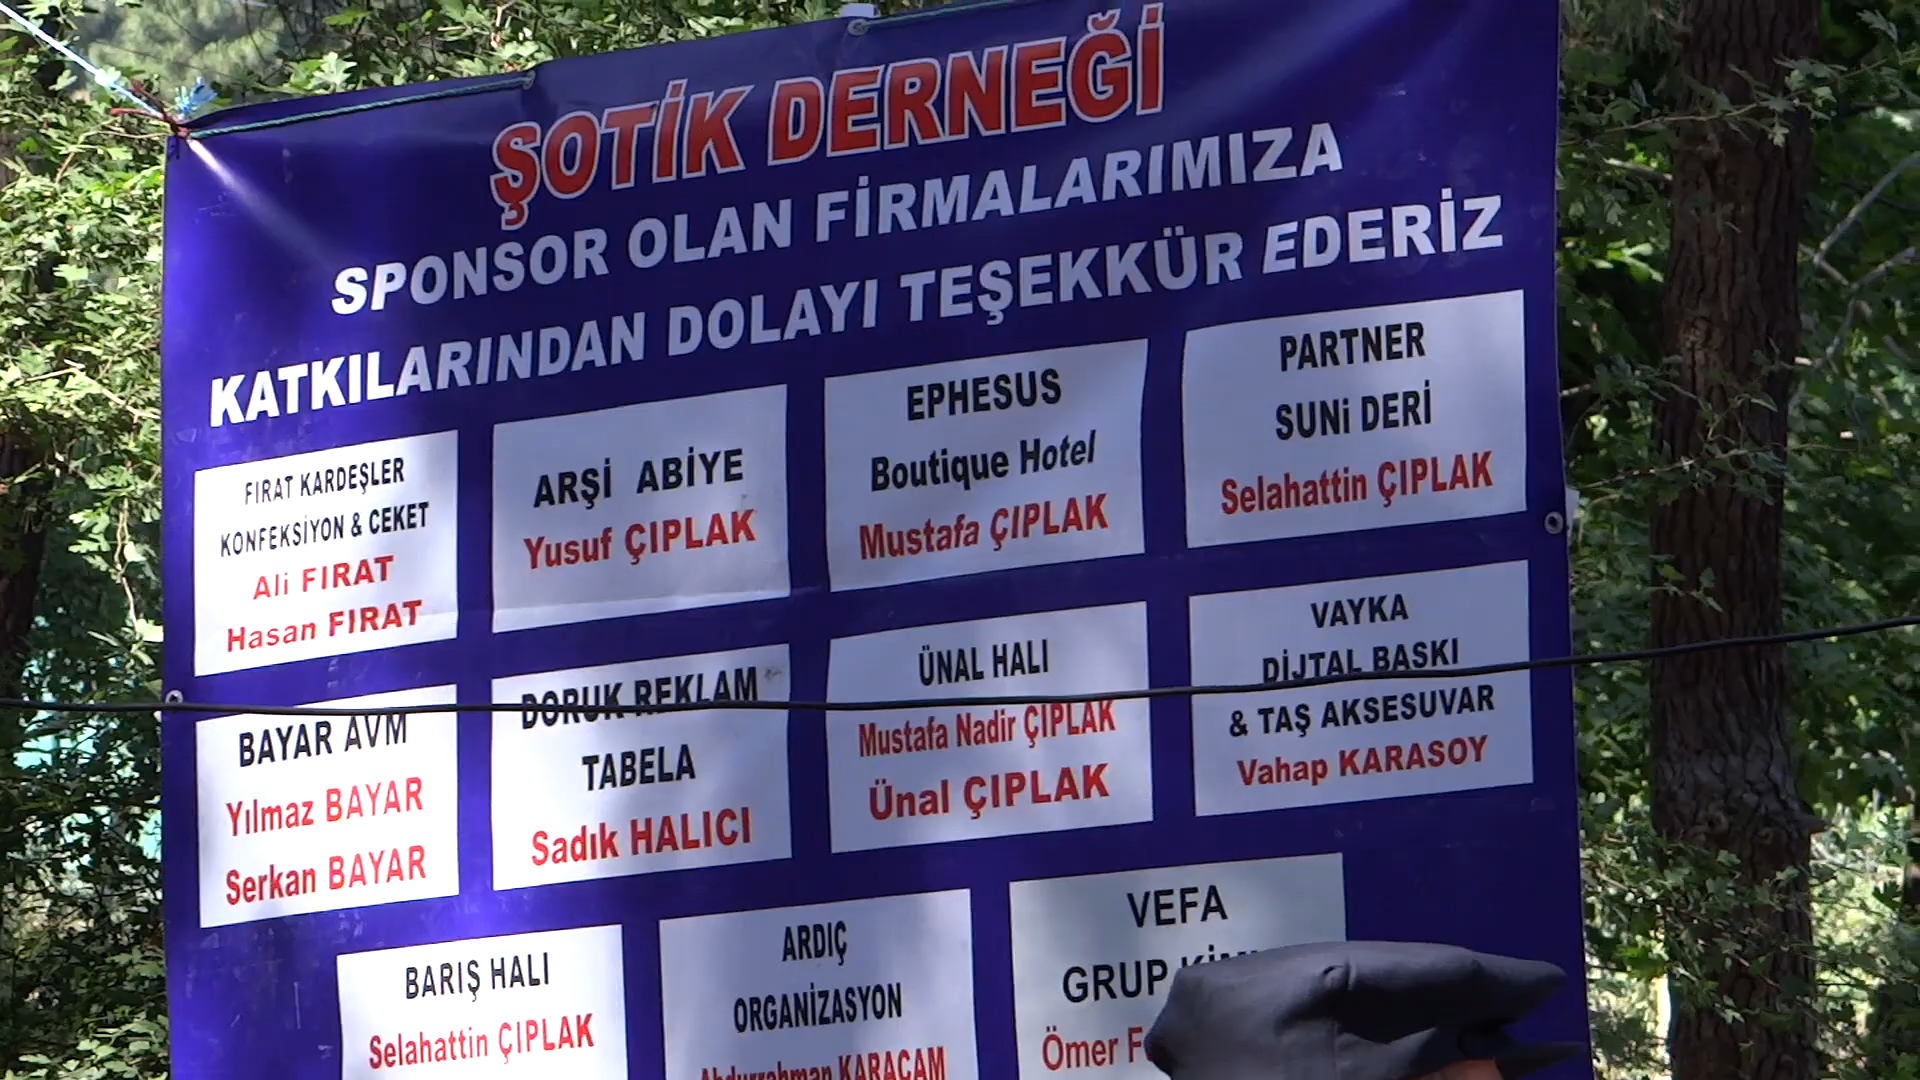 ŞOTİK DERNEĞİ
SPONSOR OLAN FİRMALARIMIZA
KATKILARINDAN DOLAYI TEŞEKKÜR EDERİZ
FIRAT KARDEŞLER
KONFEKSİYON & CEKET
Ali FIRAT
Hasan FIRAT
ARŞİ ABİYE
Yusuf ÇIPLAK
EPHESUS
Boutique Hotel
Mustafa ÇIPLAK
PARTNER
SUNi DERİ
Selahattin ÇIPLAK
BAYAR AVM
Yılmaz BAYAR
Serkan BAYAR
DORUK REKLAM
TABELA
Sadık HALICI
ÜNAL HALI
Mustafa Nadir ÇIPLAK
Ünal ÇIPLAK
VAYKA
DİJTAL BASKI
& TAŞ AKSESUVAR
Vahap KARASOY
BARIŞ HALI
Selahattin ÇIPLAK
ARDIÇ
ORGANİZASYON
Abdurrahman KARAÇAM
VEFA
GRUP
Ömer